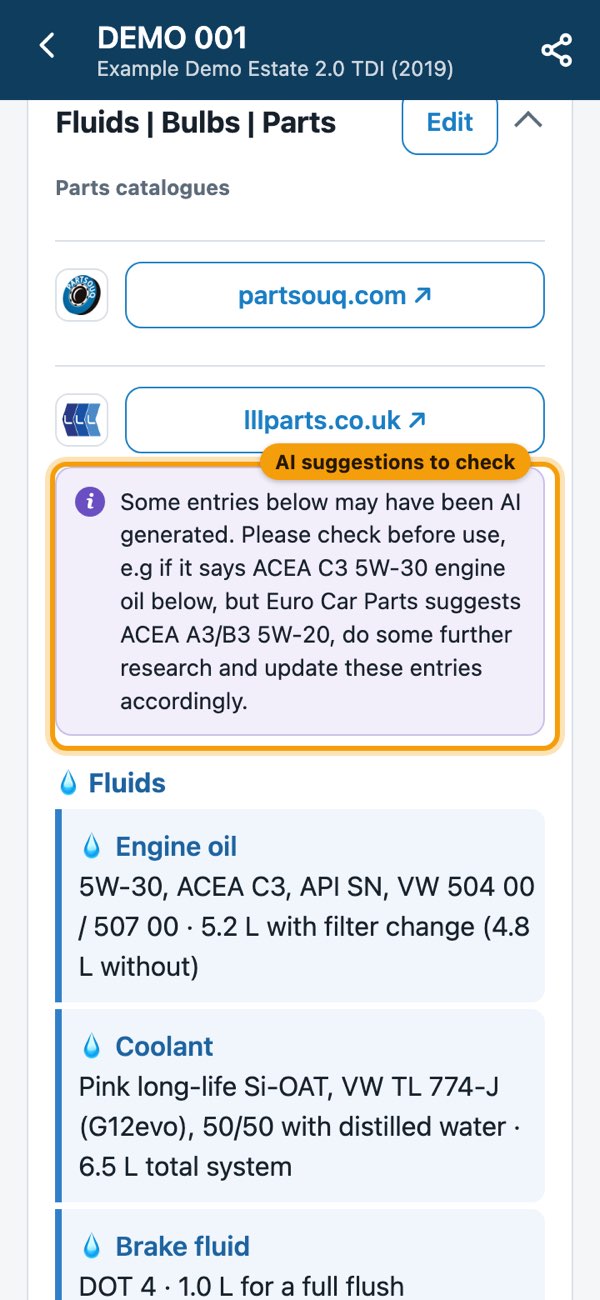 DEMO 001
Example Demo Estate 2.0 TDI (2019)
Fluids | Bulbs | Parts
Edit
Parts catalogues
PARTSOUQ
partsouq.com ↗
LLL
lllparts.co.uk ↗
AI suggestions to check
Some entries below may have been AI
generated. Please check before use,
e.g if it says ACEA C3 5W-30 engine
oil below, but Euro Car Parts suggests
ACEA A3/B3 5W-20, do some further
research and update these entries
accordingly.
Fluids
Engine oil
5W-30, ACEA C3, API SN, VW 504 00
/ 507 00 · 5.2 L with filter change (4.8
L without)
Coolant
Pink long-life Si-OAT, VW TL 774-J
(G12evo), 50/50 with distilled water ·
6.5 L total system
Brake fluid
DOT 4 · 1.0 L for a full flush